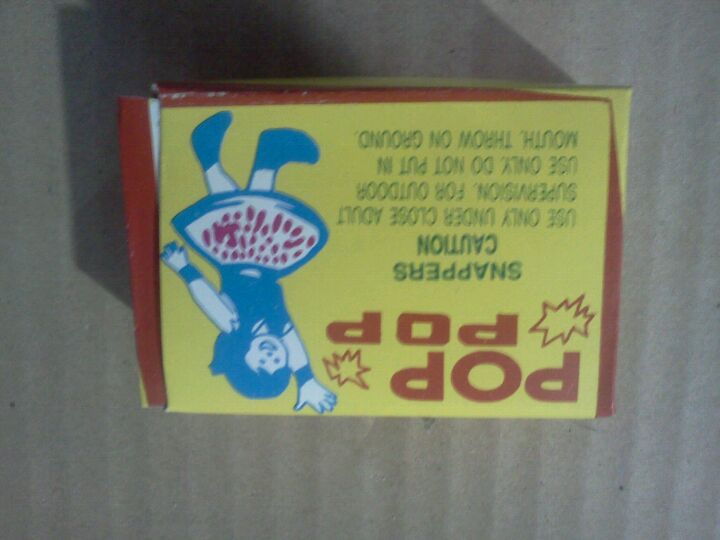 POP
POP
SNAPPERS
CAUTION
USE ONLY UNDER CLOSE ADULT
SUPERVISION. FOR OUTDOOR
USE ONLY. DO NOT PUT IN
MOUTH. THROW ON GROUND.